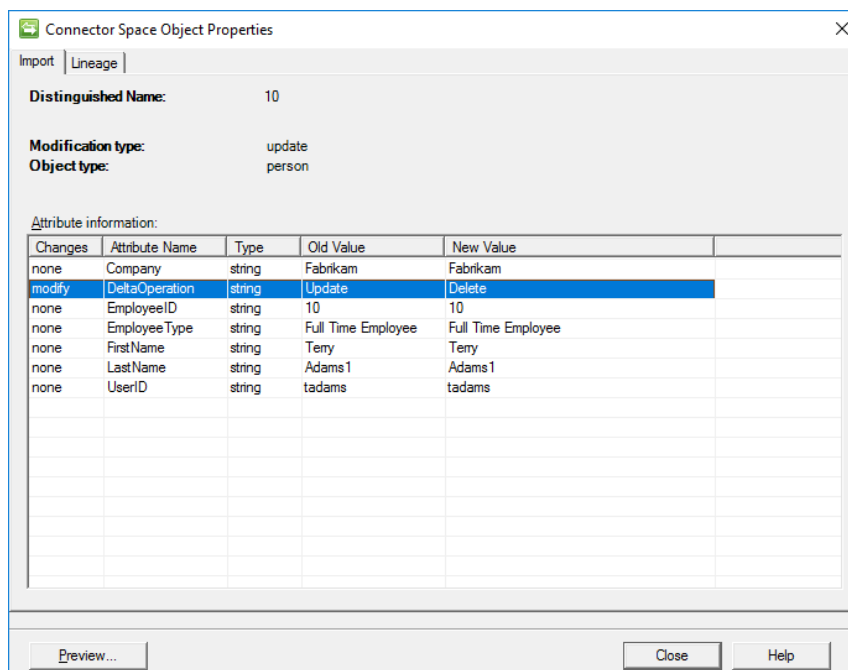 Connector Space Object Properties
Import Lineage
Distinguished Name: 10
Modification type: update
Object type: person
Attribute information:
Changes Attribute Name Type Old Value New Value
none Company string Fabrikam Fabrikam
modify DeltaOperation string Update Delete
none EmployeeID string 10 10
none EmployeeType string Full Time Employee Full Time Employee
none FirstName string Terry Terry
none LastName string Adams1 Adams1
none UserID string tadams tadams
Preview... Close Help